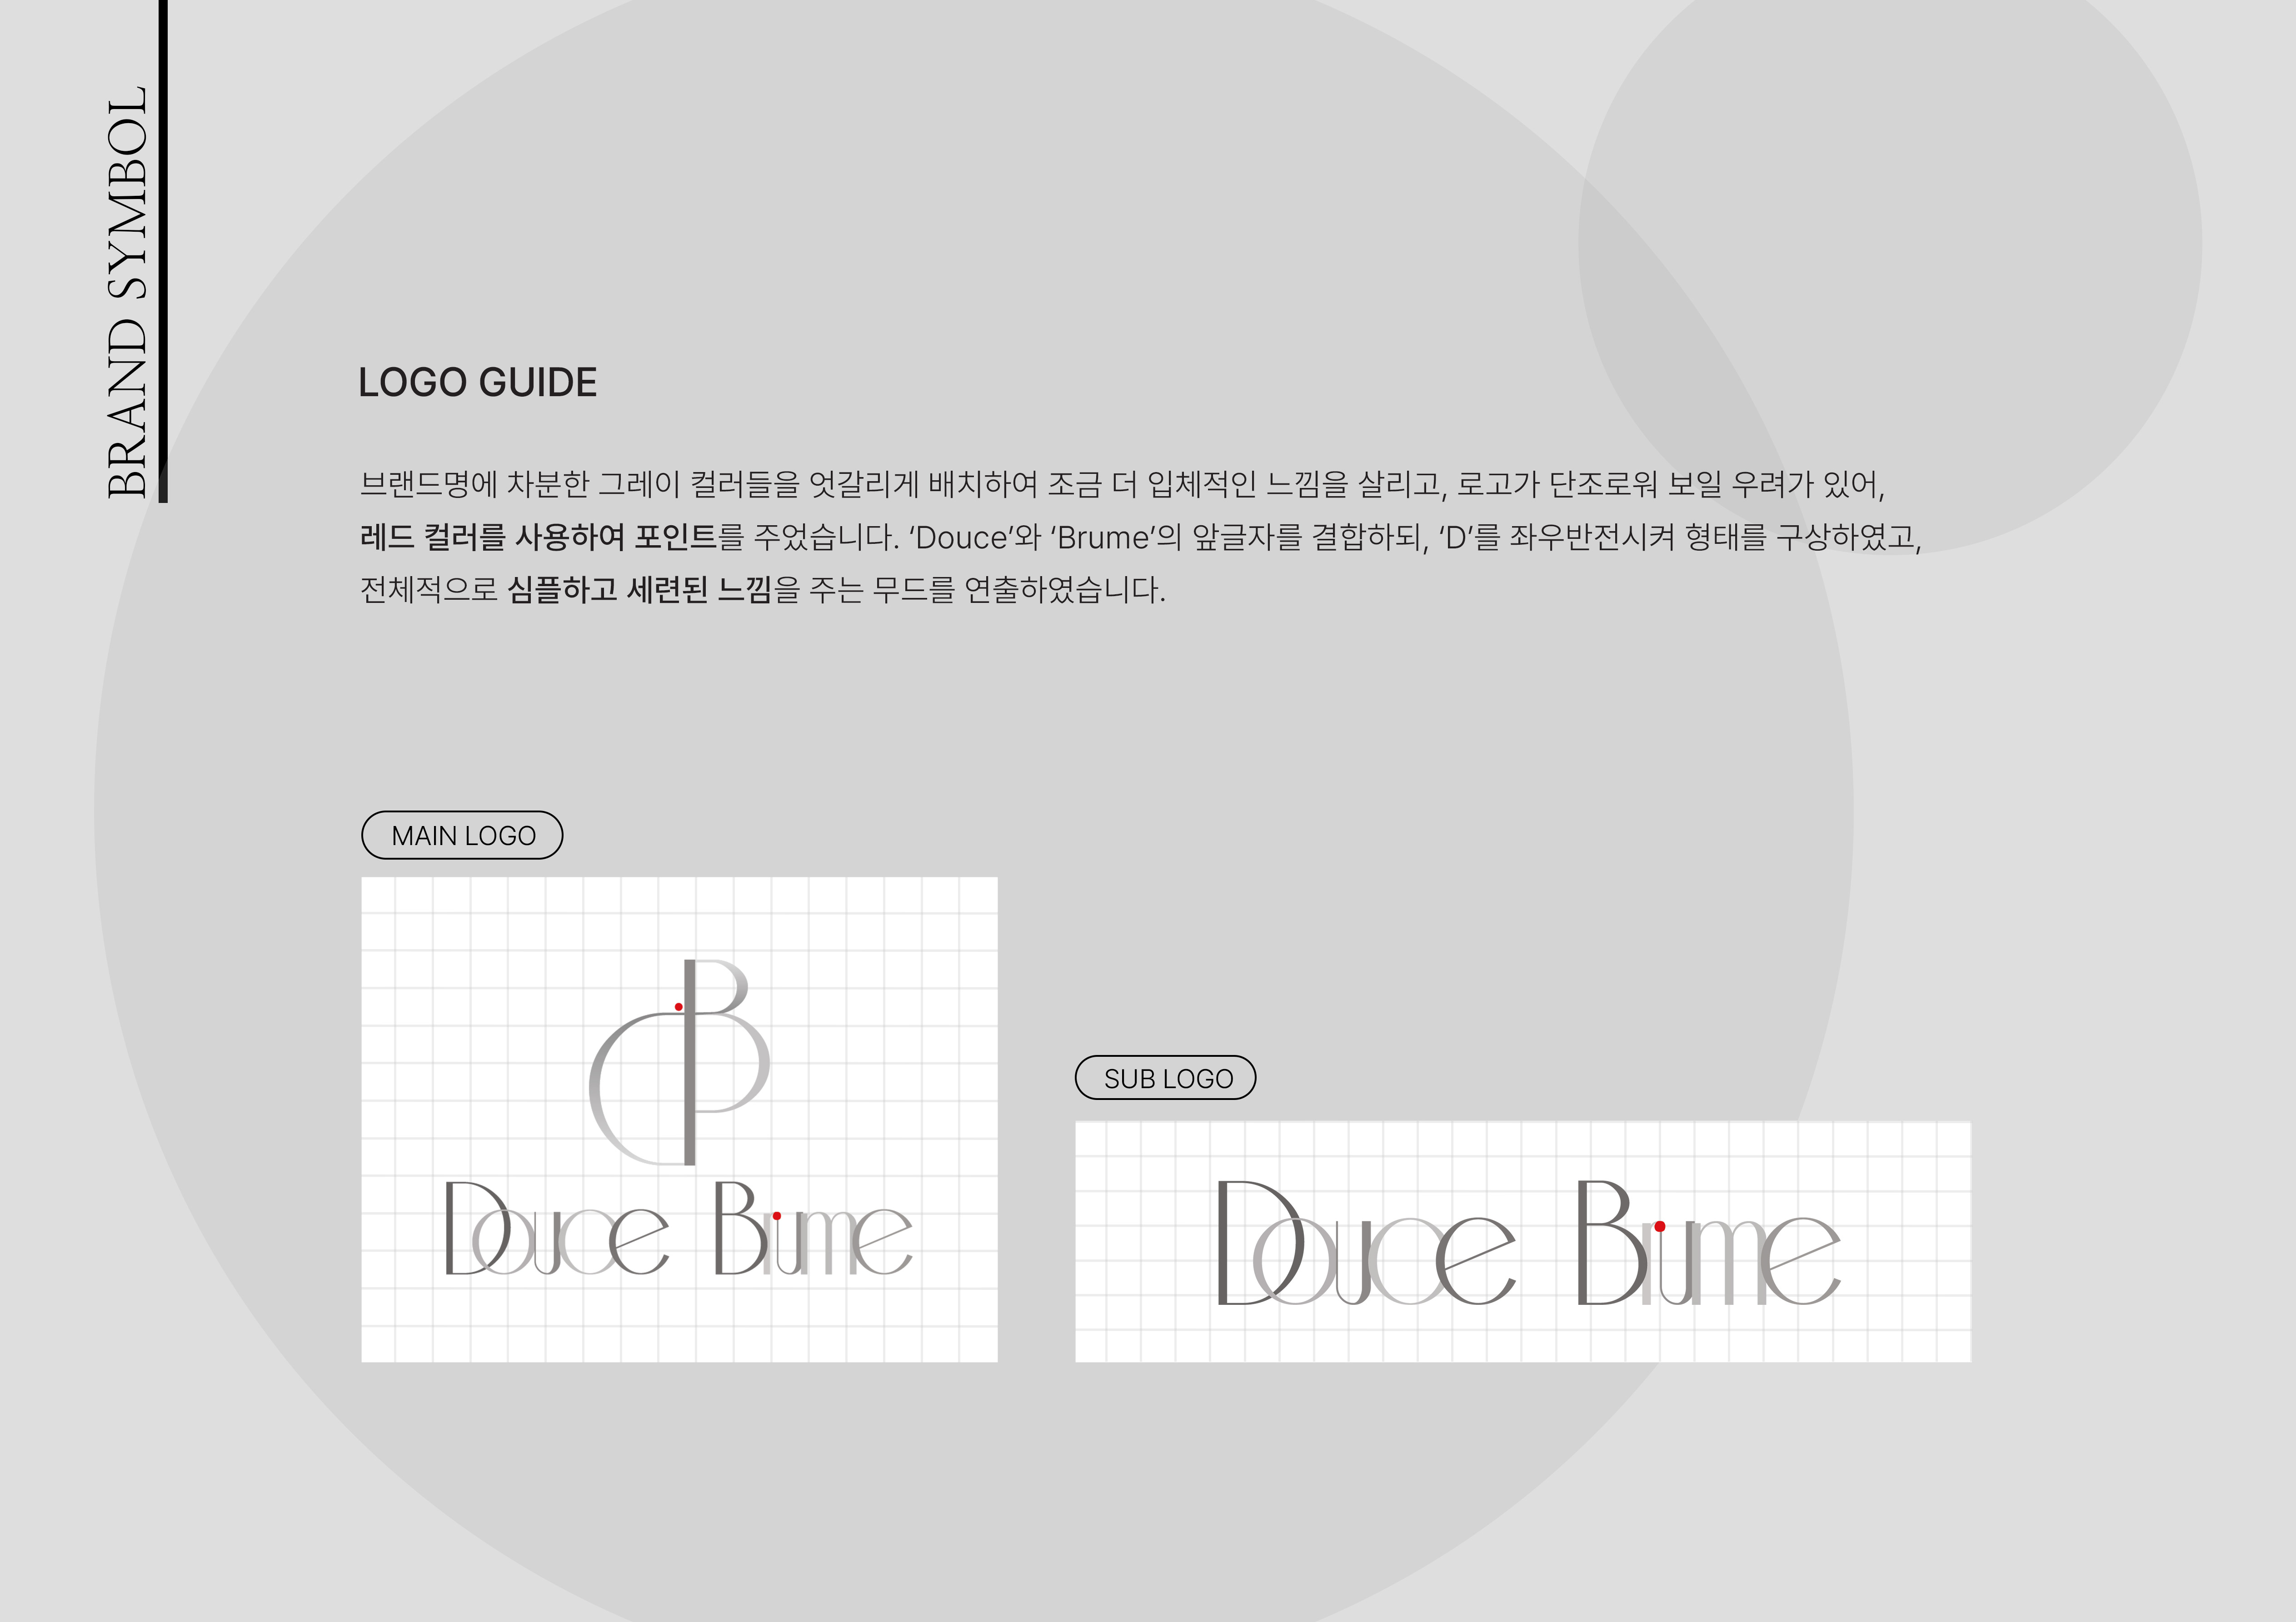 BRAND SYMBOL
LOGO GUIDE
브랜드명에 차분한 그레이 컬러들을 엇갈리게 배치하여 조금 더 입체적인 느낌을 살리고, 로고가 단조로워 보일 우려가 있어,
레드 컬러를 사용하여 포인트를 주었습니다. ‘Douce’와 ‘Brume’의 앞글자를 결합하되, ‘D’를 좌우반전시켜 형태를 구상하였고,
전체적으로 심플하고 세련된 느낌을 주는 무드를 연출하였습니다.
MAIN LOGO
DB
Douce Brume
SUB LOGO
Douce Brume